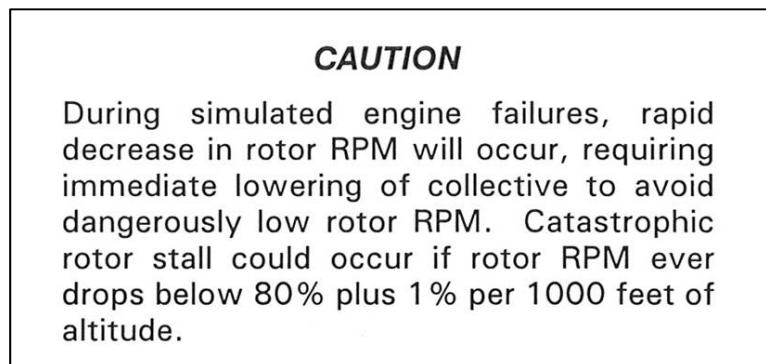 CAUTION
During simulated engine failures, rapid
decrease in rotor RPM will occur, requiring
immediate lowering of collective to avoid
dangerously low rotor RPM. Catastrophic
rotor stall could occur if rotor RPM ever
drops below 80% plus 1% per 1000 feet of
altitude.